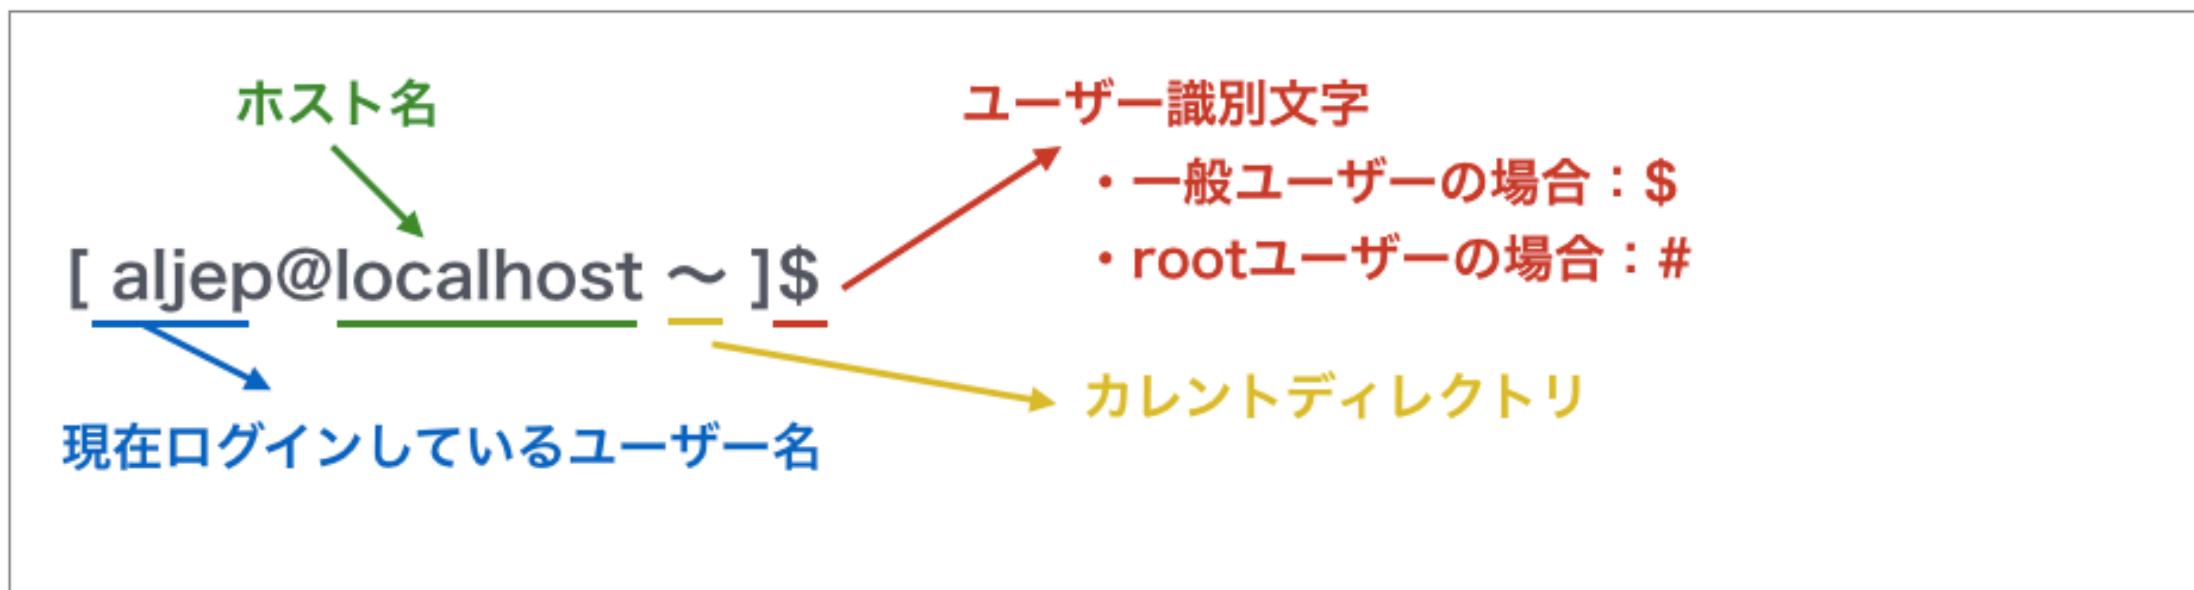 ホスト名
ユーザー識別文字
・一般ユーザーの場合：$
・rootユーザーの場合：#
[ aljep@localhost ～ ]$
カレントディレクトリ
現在ログインしているユーザー名